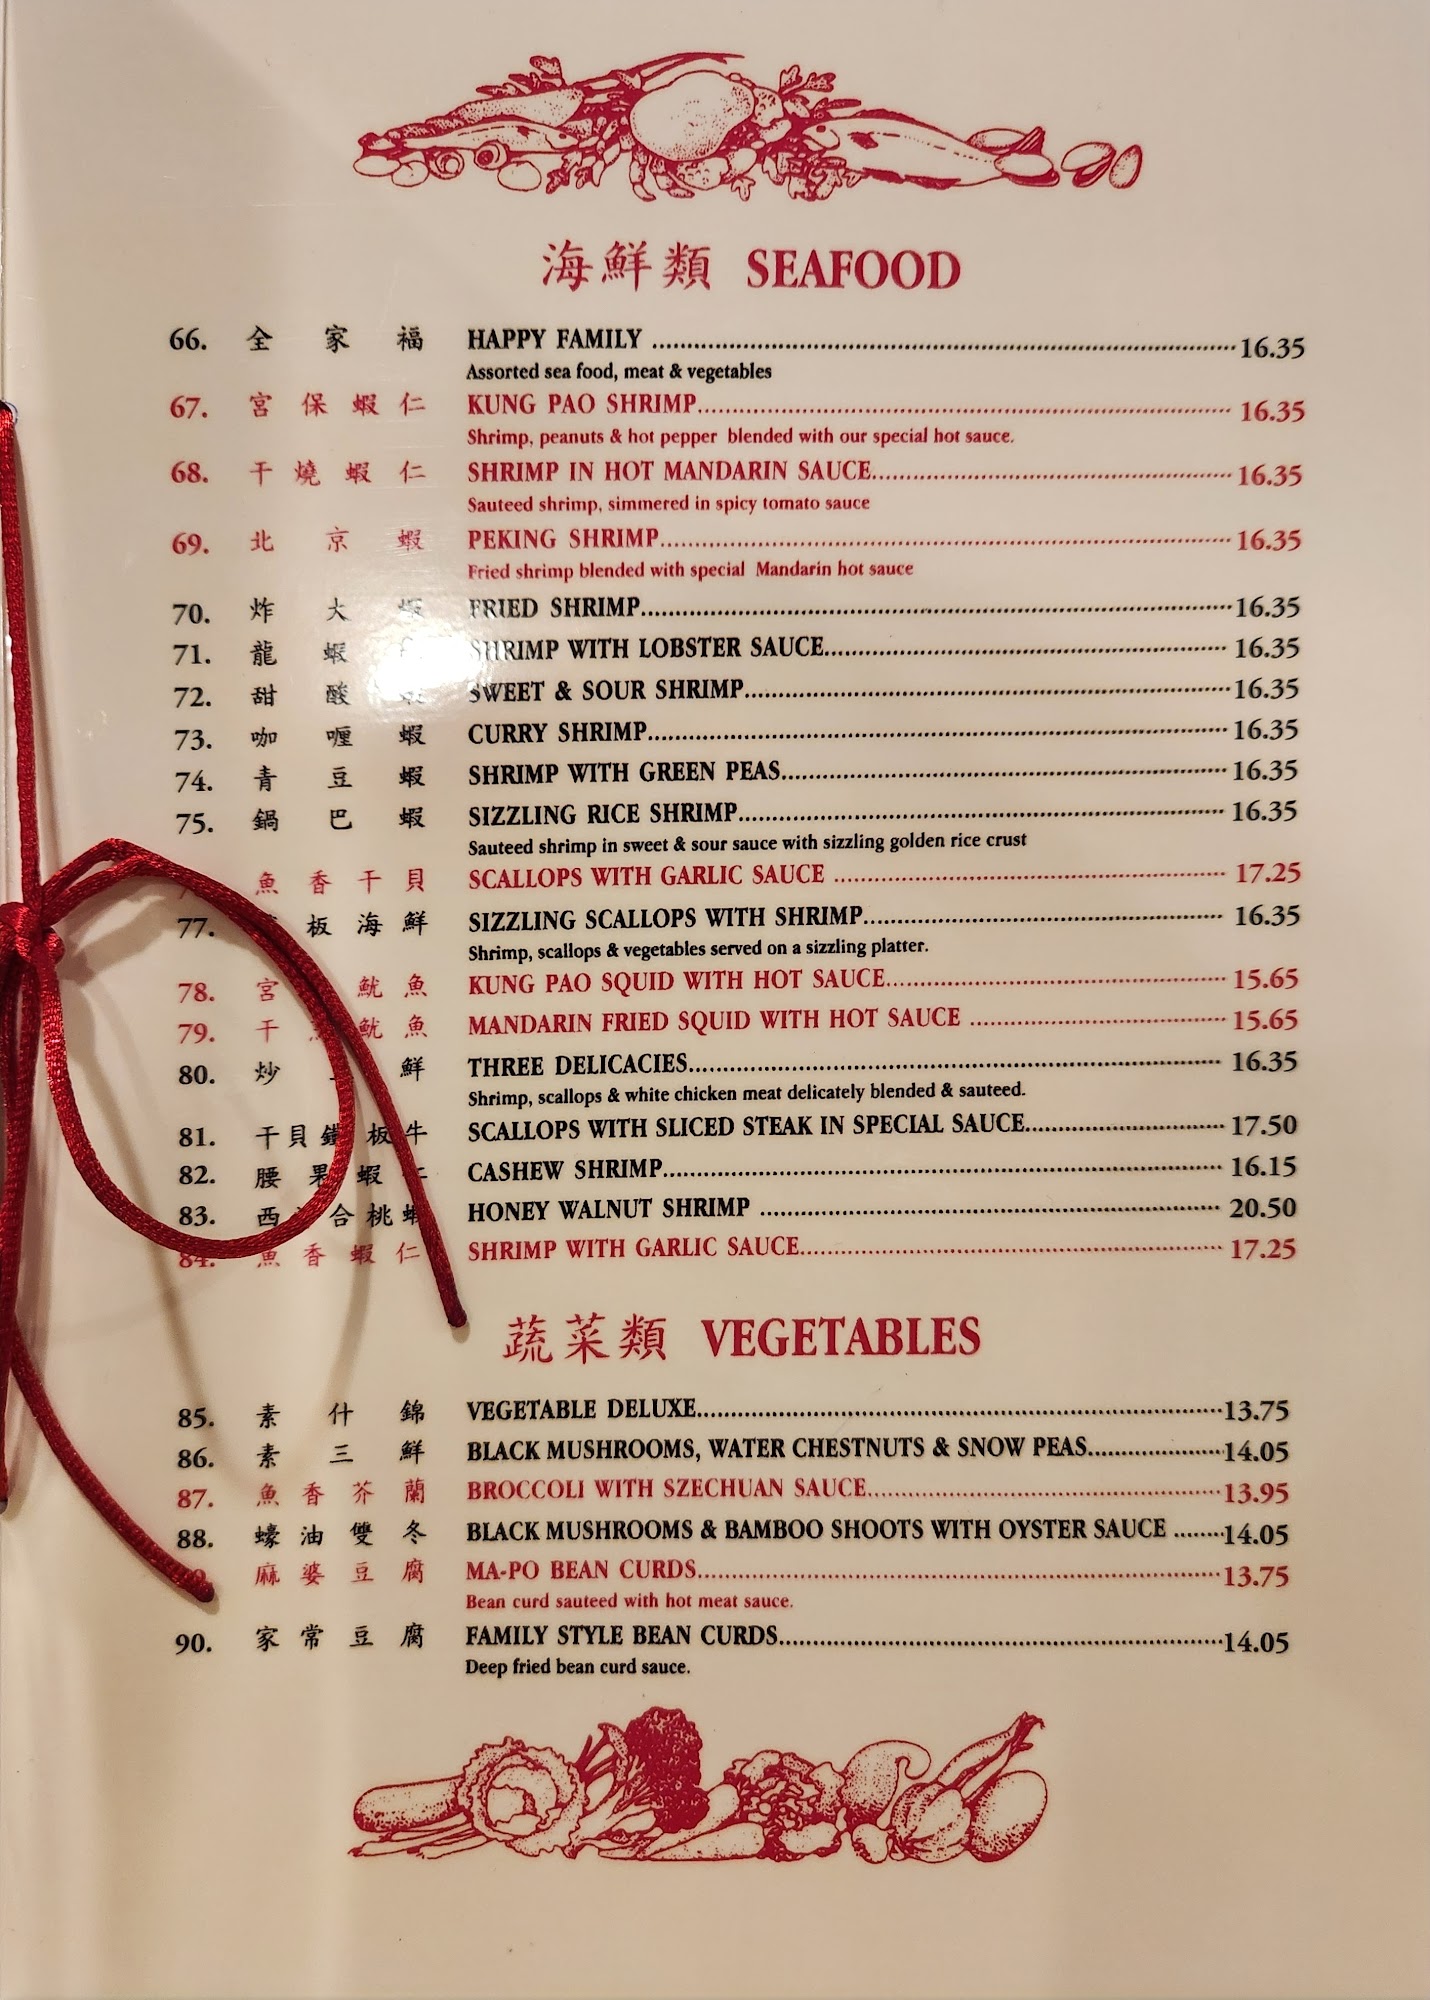 海鮮類 SEAFOOD
66. 全家福 HAPPY FAMILY 16.35
Assorted sea food, meat & vegetables
67. 宮保蝦仁 KUNG PAO SHRIMP 16.35
Shrimp, peanuts & hot pepper blended with our special hot sauce.
68. 干燒蝦仁 SHRIMP IN HOT MANDARIN SAUCE 16.35
Sauteed shrimp, simmered in spicy tomato sauce
69. 北京蝦 PEKING SHRIMP 16.35
Fried shrimp blended with special Mandarin hot sauce
70. 炸大蝦 FRIED SHRIMP 16.35
71. 龍蝦 SHRIMP WITH LOBSTER SAUCE 16.35
72. 甜酸蝦 SWEET & SOUR SHRIMP 16.35
73. 咖喱蝦 CURRY SHRIMP 16.35
74. 青豆蝦 SHRIMP WITH GREEN PEAS 16.35
75. 鍋巴蝦 SIZZLING RICE SHRIMP 16.35
Sauteed shrimp in sweet & sour sauce with sizzling golden rice crust
魚香干貝 SCALLOPS WITH GARLIC SAUCE 17.25
77. 板海鮮 SIZZLING SCALLOPS WITH SHRIMP 16.35
Shrimp, scallops & vegetables served on a sizzling platter.
78. 宮魷魚 KUNG PAO SQUID WITH HOT SAUCE 15.65
79. 干魷魚 MANDARIN FRIED SQUID WITH HOT SAUCE 15.65
80. 炒鮮 THREE DELICACIES 16.35
Shrimp, scallops & white chicken meat delicately blended & sauteed.
81. 干貝鐵板牛 SCALLOPS WITH SLICED STEAK IN SPECIAL SAUCE 17.50
82. 腰果蝦仁 CASHEW SHRIMP 16.15
83. 西合桃蝦 HONEY WALNUT SHRIMP 20.50
84. 魚香蝦仁 SHRIMP WITH GARLIC SAUCE 17.25
蔬菜類 VEGETABLES
85. 素什錦 VEGETABLE DELUXE 13.75
86. 素三鮮 BLACK MUSHROOMS, WATER CHESTNUTS & SNOW PEAS 14.05
87. 魚香芥蘭 BROCCOLI WITH SZECHUAN SAUCE 13.95
88. 蠔油雙冬 BLACK MUSHROOMS & BAMBOO SHOOTS WITH OYSTER SAUCE 14.05
麻婆豆腐 MA-PO BEAN CURDS 13.75
Bean curd sauteed with hot meat sauce.
90. 家常豆腐 FAMILY STYLE BEAN CURDS 14.05
Deep fried bean curd sauce.